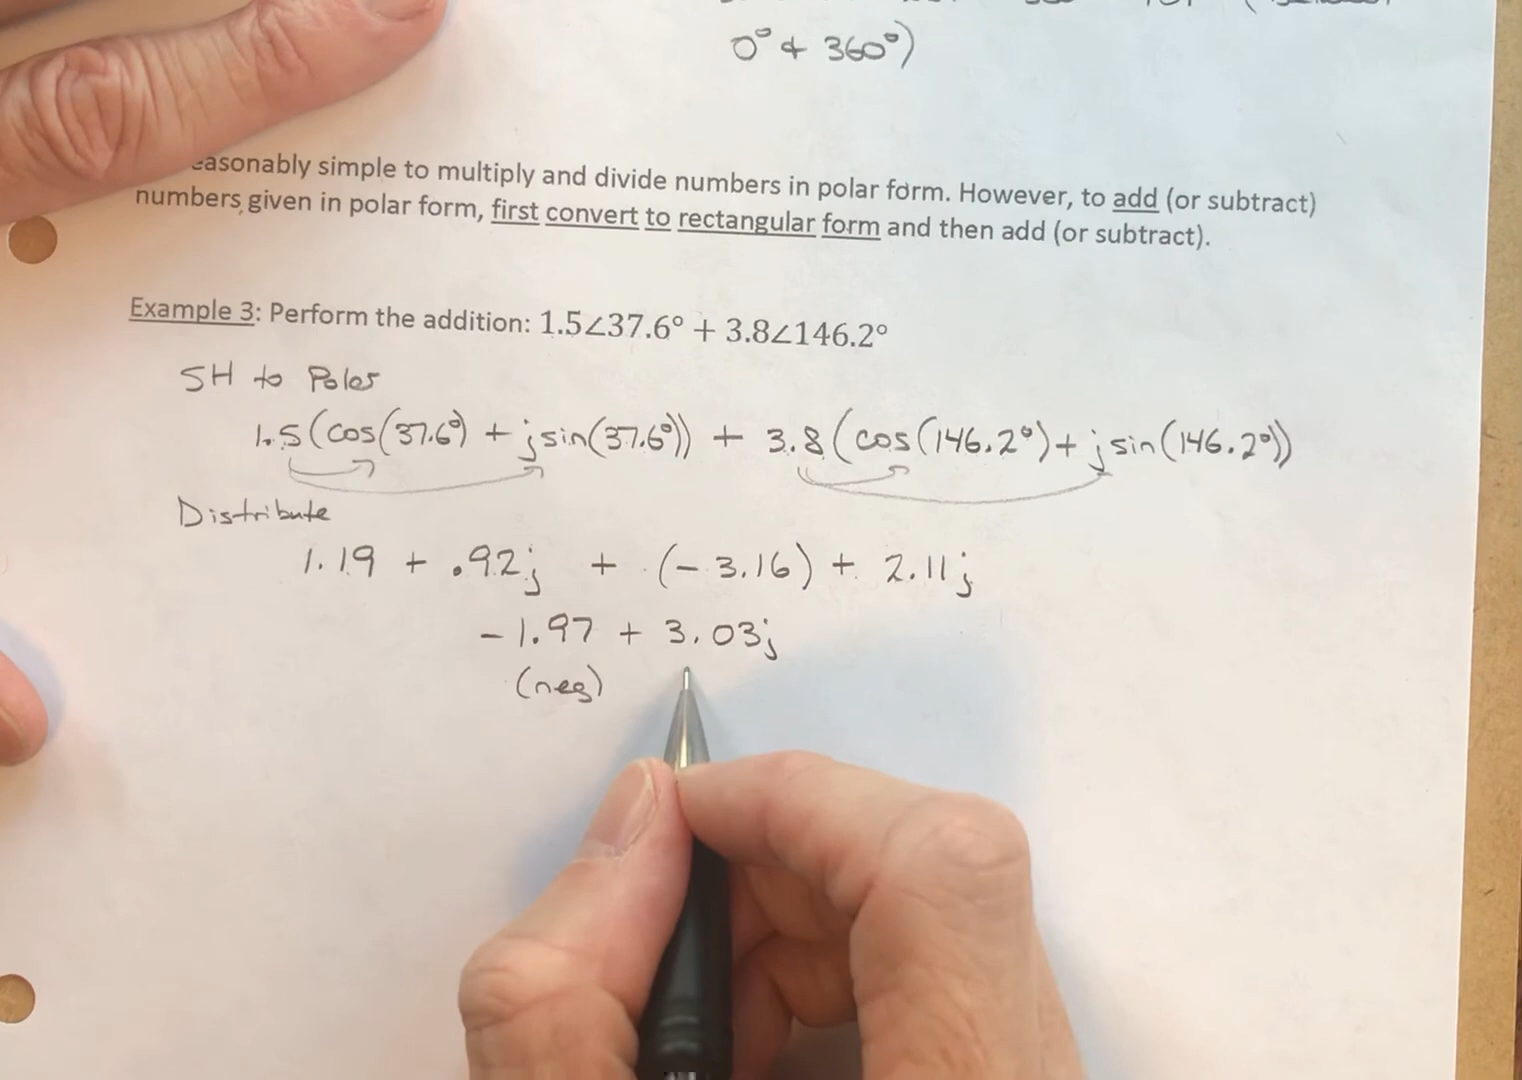 0° & 360°)
easonably simple to multiply and divide numbers in polar form. However, to add (or subtract)
numbers given in polar form, first convert to rectangular form and then add (or subtract).
Example 3: Perform the addition: 1.5∠37.6° + 3.8∠146.2°
SH to Polar
1.5(cos(37.6°) + jsin(37.6°)) + 3.8(cos(146.2°) + jsin(146.2°))
Distribute
1.19 + .92j + (-3.16) + 2.11j
-1.97 + 3.03j
(neg)